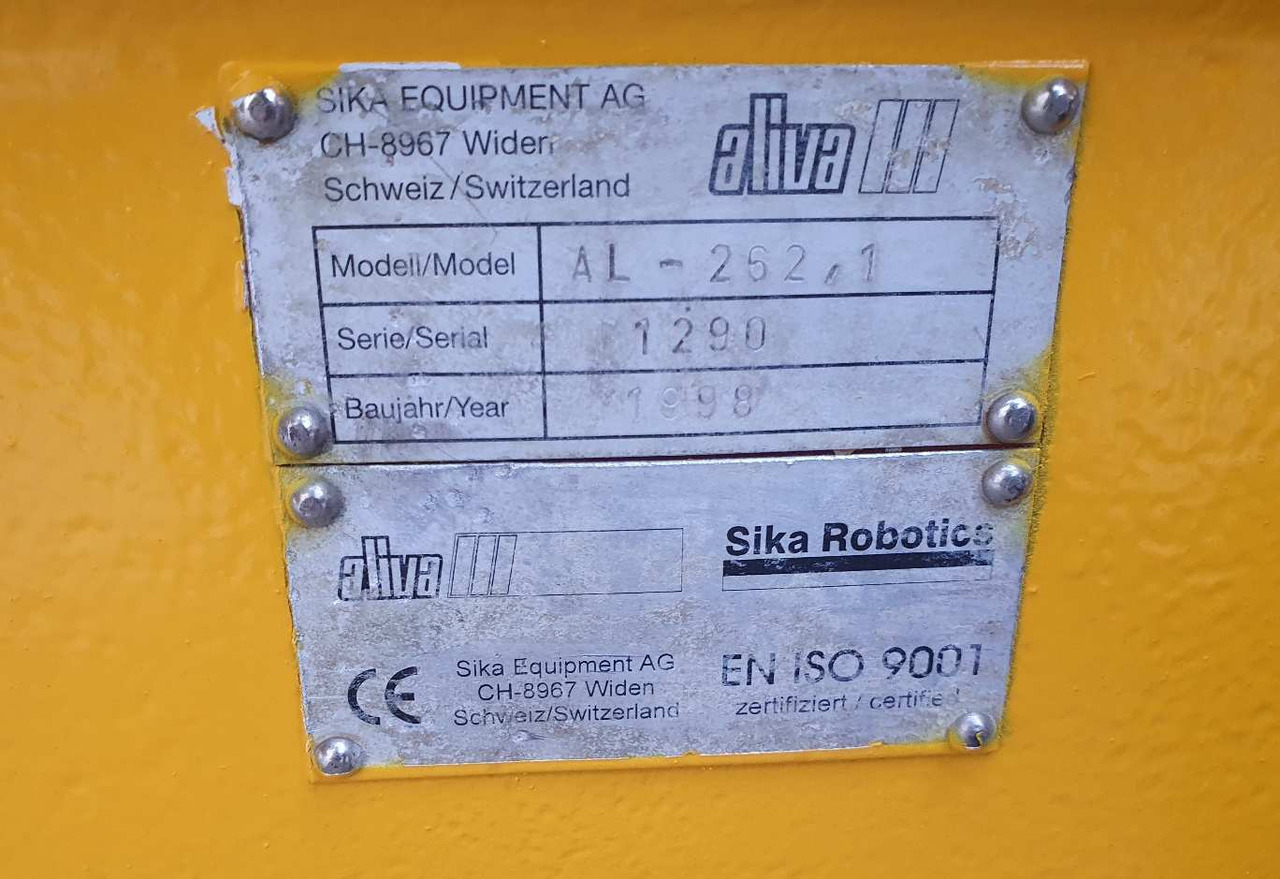 SIKA EQUIPMENT AG
CH-8967 Widen
Schweiz/Switzerland
aliva
Modell/Model AL-262,1
Serie/Serial 1290
Baujahr/Year 1998
aliva
Sika Robotics
CE
Sika Equipment AG
CH-8967 Widen
Schweiz/Switzerland
EN ISO 9001
zertifiziert / certified